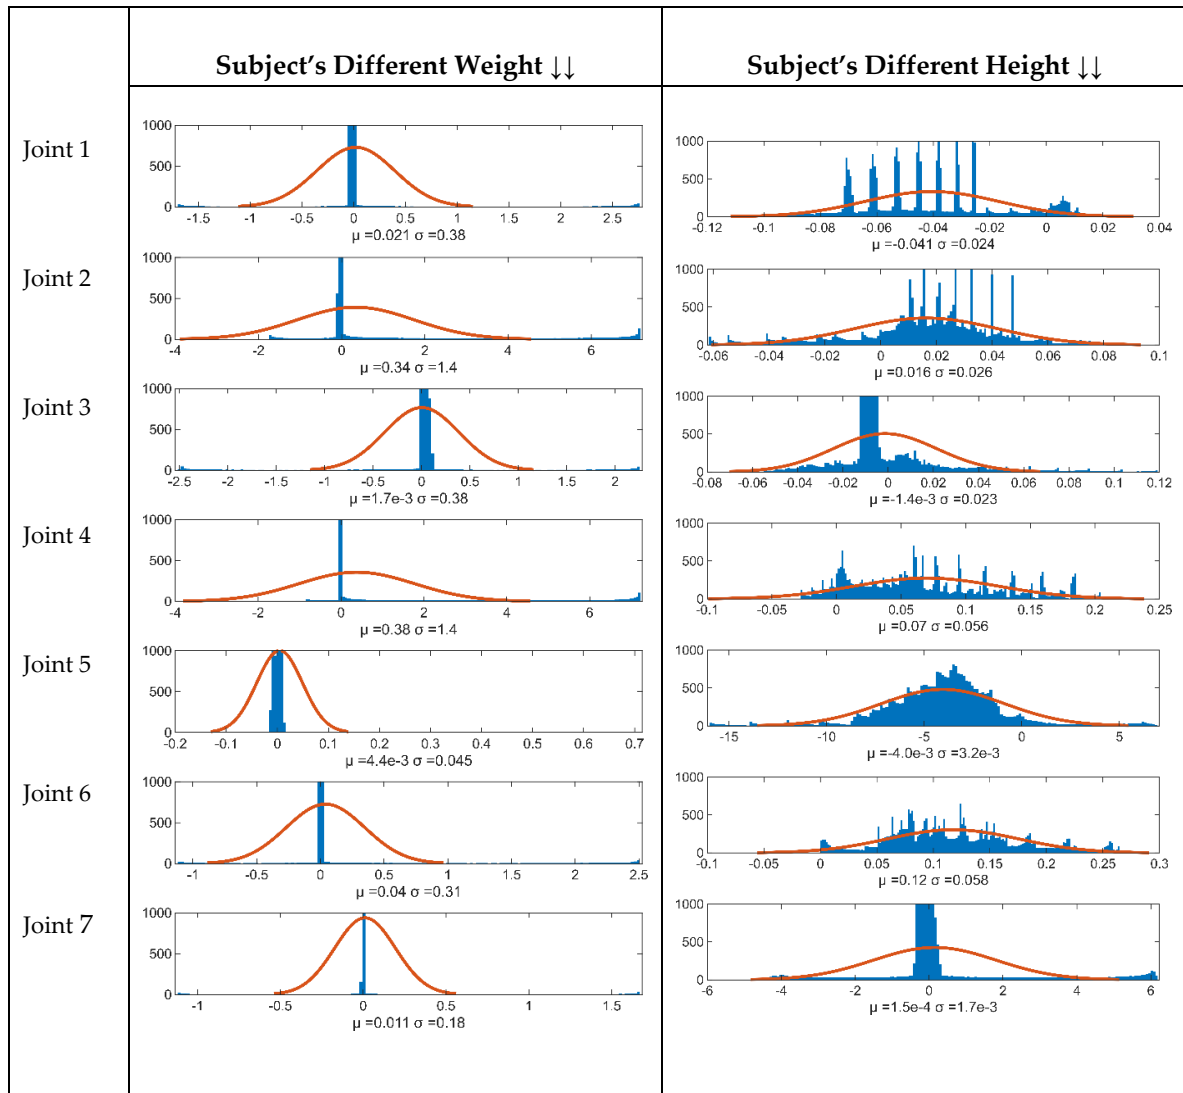 Subject's Different Weight ↓↓
Subject's Different Height ↓↓
Joint 1
1000
500
0
-1.5 -1 -0.5 0 0.5 1 1.5 2 2.5
μ =0.021 σ =0.38
1000
500
0
-0.12 -0.1 -0.08 -0.06 -0.04 -0.02 0 0.02 0.04
μ =-0.041 σ =0.024
Joint 2
1000
500
0
-4 -2 0 2 4 6
μ =0.34 σ =1.4
1000
500
0
-0.06 -0.04 -0.02 0 0.02 0.04 0.06 0.08 0.1
μ =0.016 σ =0.026
Joint 3
1000
500
0
-2.5 -2 -1.5 -1 -0.5 0 0.5 1 1.5 2
μ =1.7e-3 σ =0.38
1000
500
0
-0.08 -0.06 -0.04 -0.02 0 0.02 0.04 0.06 0.08 0.1 0.12
μ =-1.4e-3 σ =0.023
Joint 4
1000
500
0
-4 -2 0 2 4 6
μ =0.38 σ =1.4
1000
500
0
-0.1 -0.05 0 0.05 0.1 0.15 0.2 0.25
μ =0.07 σ =0.056
Joint 5
1000
500
0
-0.2 -0.1 0 0.1 0.2 0.3 0.4 0.5 0.6 0.7
μ =4.4e-3 σ =0.045
1000
500
0
-15 -10 -5 0 5
μ =-4.0e-3 σ =3.2e-3
Joint 6
1000
500
0
-1 -0.5 0 0.5 1 1.5 2 2.5
μ =0.04 σ =0.31
1000
500
0
-0.1 -0.05 0 0.05 0.1 0.15 0.2 0.25 0.3
μ =0.12 σ =0.058
Joint 7
1000
500
0
-1 -0.5 0 0.5 1 1.5
μ =0.011 σ =0.18
1000
500
0
-6 -4 -2 0 2 4 6
μ =1.5e-4 σ =1.7e-3